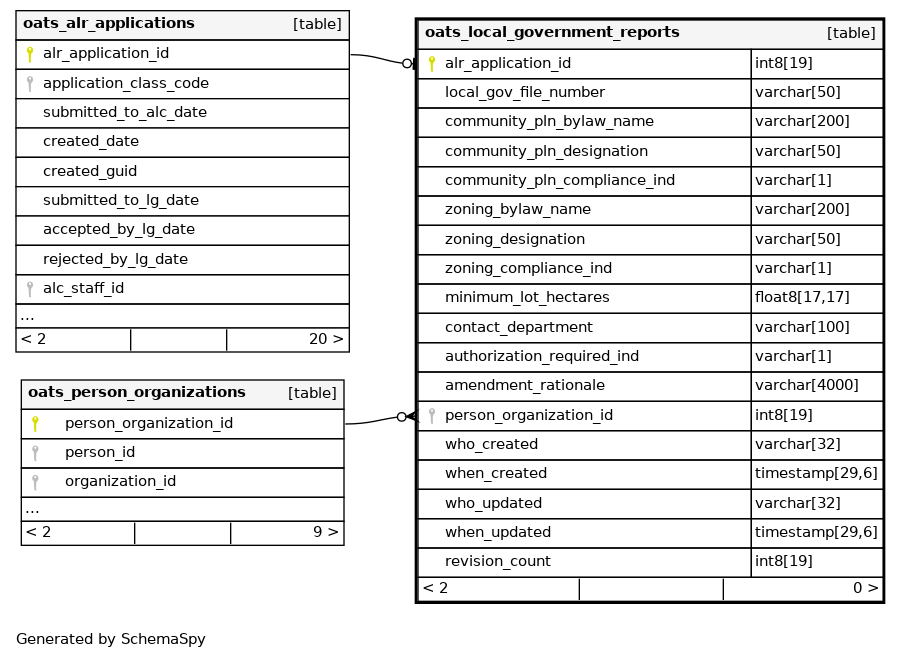 oats_alr_applications [table]
alr_application_id
application_class_code
submitted_to_alc_date
created_date
created_guid
submitted_to_lg_date
accepted_by_lg_date
rejected_by_lg_date
alc_staff_id
...
< 2 20 >
oats_person_organizations [table]
person_organization_id
person_id
organization_id
...
< 2 9 >
oats_local_government_reports [table]
alr_application_id int8[19]
local_gov_file_number varchar[50]
community_pln_bylaw_name varchar[200]
community_pln_designation varchar[50]
community_pln_compliance_ind varchar[1]
zoning_bylaw_name varchar[200]
zoning_designation varchar[50]
zoning_compliance_ind varchar[1]
minimum_lot_hectares float8[17,17]
contact_department varchar[100]
authorization_required_ind varchar[1]
amendment_rationale varchar[4000]
person_organization_id int8[19]
who_created varchar[32]
when_created timestamp[29,6]
who_updated varchar[32]
when_updated timestamp[29,6]
revision_count int8[19]
< 2 0 >
Generated by SchemaSpy